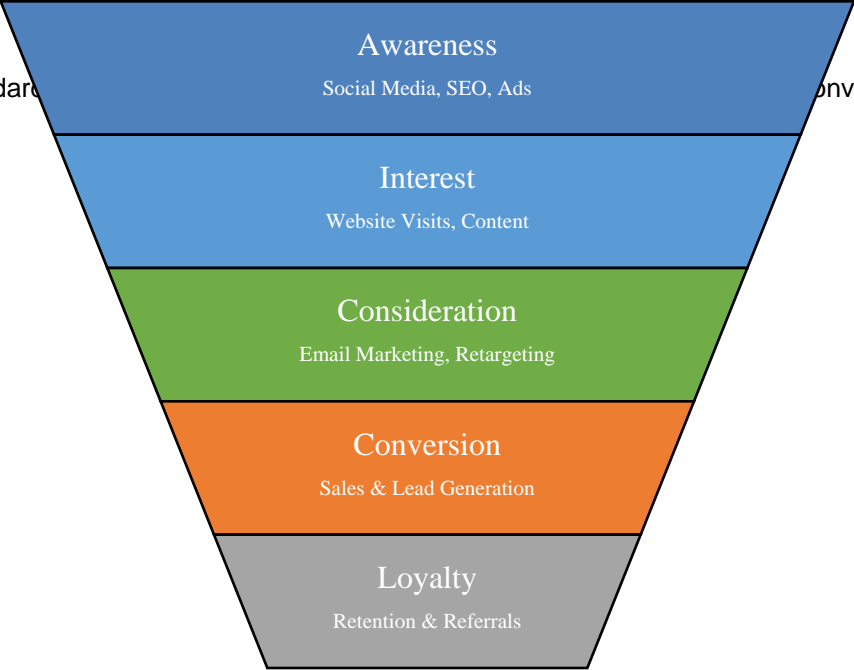 Awareness
Social Media, SEO, Ads
Interest
Website Visits, Content
Consideration
Email Marketing, Retargeting
Conversion
Sales & Lead Generation
Loyalty
Retention & Referrals